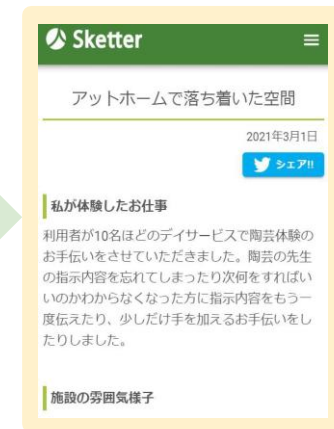 Sketter
アットホームで落ち着いた空間
2021年3月1日
シェア!!
私が体験したお仕事
利用者が10名ほどのデイサービスで陶芸体験の
お手伝いをさせていただきました。陶芸の先生
の指示内容を忘れてしまったり次何をすればい
いのかわからなくなった方に指示内容をもう一
度伝えたり、少しだけ手を加えるお手伝いをし
たりしました。
施設の雰囲気様子